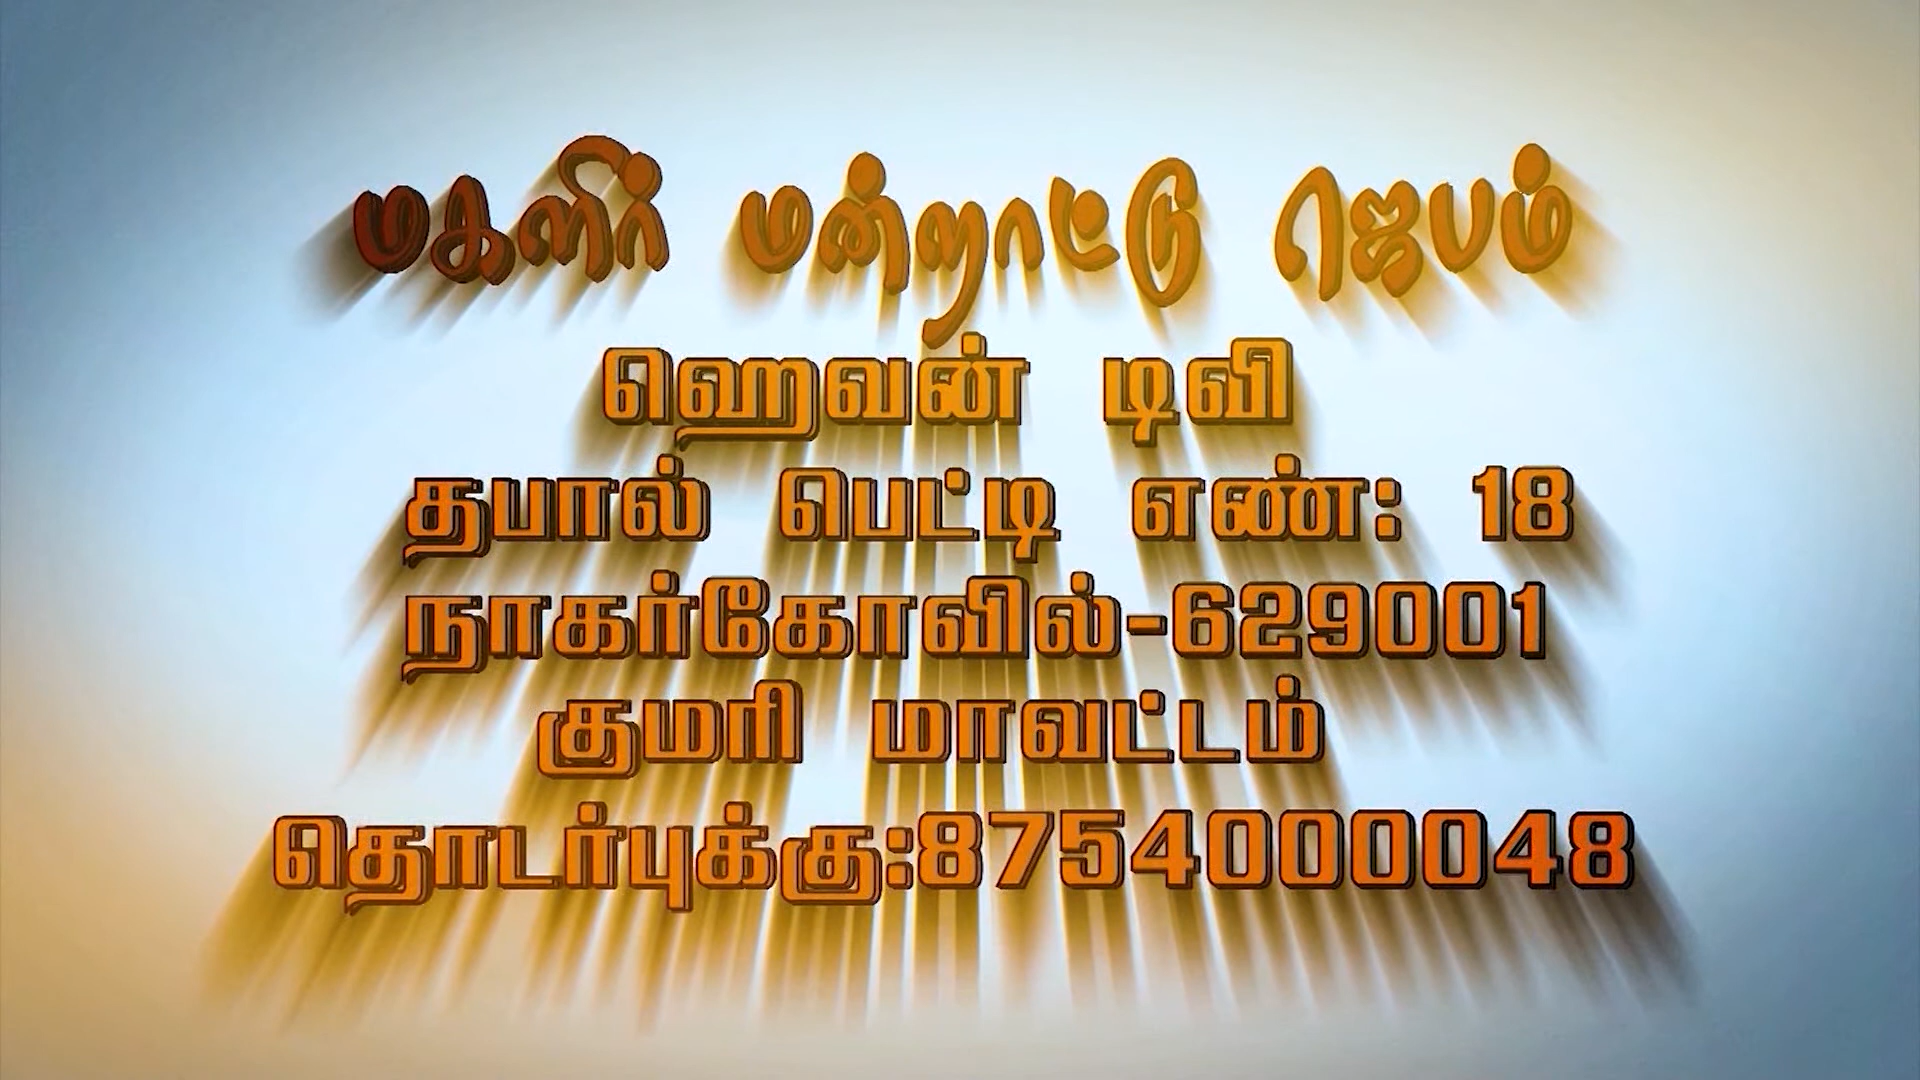 மகளிர் மன்றாட்டு ஜெபம்
ஹெவன் டிவி
தபால் பெட்டி எண்: 18
நாகர்கோவில்-629001
குமரி மாவட்டம்
தொடர்புக்கு:8754000048